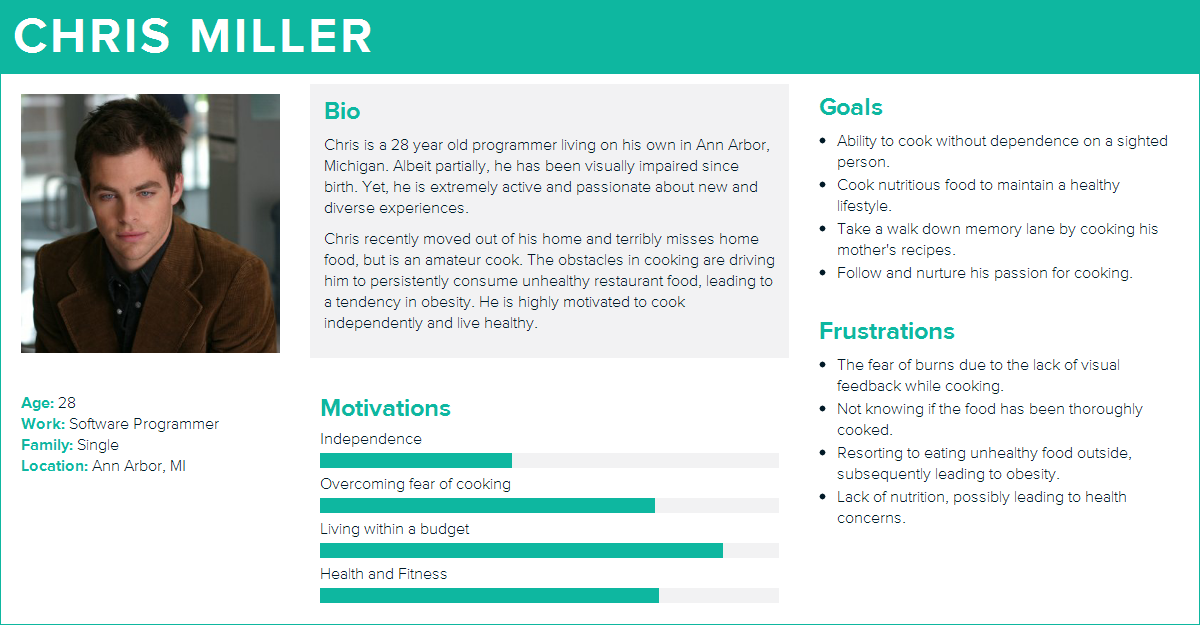 CHRIS MILLER
Age: 28
Work: Software Programmer
Family: Single
Location: Ann Arbor, MI
Bio
Chris is a 28 year old programmer living on his own in Ann Arbor,
Michigan. Albeit partially, he has been visually impaired since
birth. Yet, he is extremely active and passionate about new and
diverse experiences.
Chris recently moved out of his home and terribly misses home
food, but is an amateur cook. The obstacles in cooking are driving
him to persistently consume unhealthy restaurant food, leading to
a tendency in obesity. He is highly motivated to cook
independently and live healthy.
Motivations
Independence
Overcoming fear of cooking
Living within a budget
Health and Fitness
Goals
• Ability to cook without dependence on a sighted
person.
• Cook nutritious food to maintain a healthy
lifestyle.
• Take a walk down memory lane by cooking his
mother's recipes.
• Follow and nurture his passion for cooking.
Frustrations
• The fear of burns due to the lack of visual
feedback while cooking.
• Not knowing if the food has been thoroughly
cooked.
• Resorting to eating unhealthy food outside,
subsequently leading to obesity.
• Lack of nutrition, possibly leading to health
concerns.